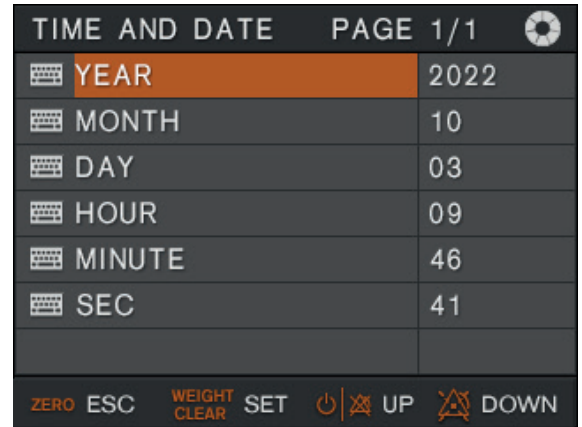 TIME AND DATE PAGE 1/1
YEAR 2022
MONTH 10
DAY 03
HOUR 09
MINUTE 46
SEC 41
ZERO ESC WEIGHT CLEAR SET UP DOWN